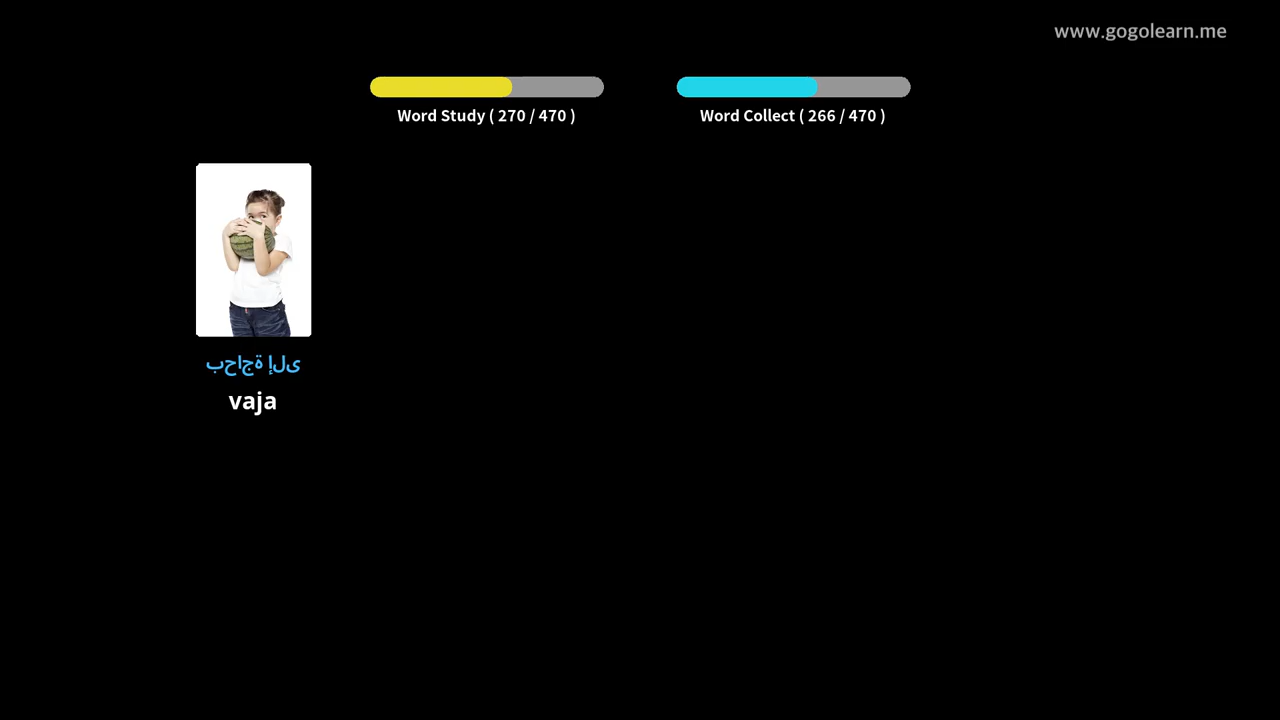 www.gogolearn.me
Word Study ( 270 / 470 )
Word Collect ( 266 / 470 )
بحاجة إلى
vaja